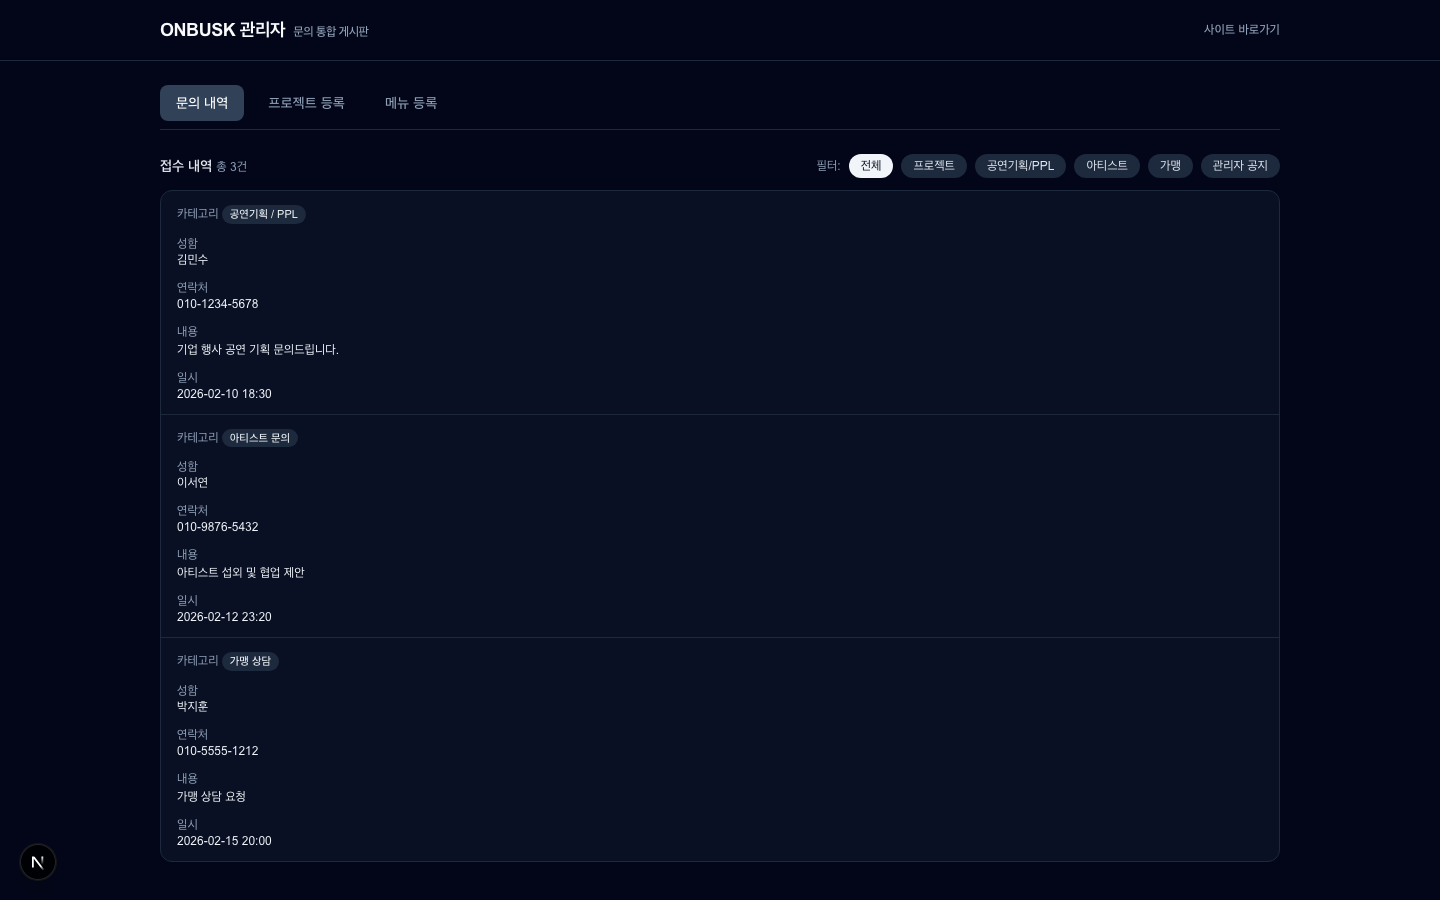 ONBUSK 관리자 문의 통합 게시판 사이트 바로가기
문의 내역 프로젝트 등록 메뉴 등록
접수 내역 총 3건 필터: 전체 프로젝트 공연기획/PPL 아티스트 가맹 관리자 공지
카테고리 공연기획 / PPL
성함
김민수
연락처
010-1234-5678
내용
기업 행사 공연 기획 문의드립니다.
일시
2026-02-10 18:30
카테고리 아티스트 문의
성함
이서연
연락처
010-9876-5432
내용
아티스트 섭외 및 협업 제안
일시
2026-02-12 23:20
카테고리 가맹 상담
성함
박지훈
연락처
010-5555-1212
내용
가맹 상담 요청
일시
2026-02-15 20:00
N